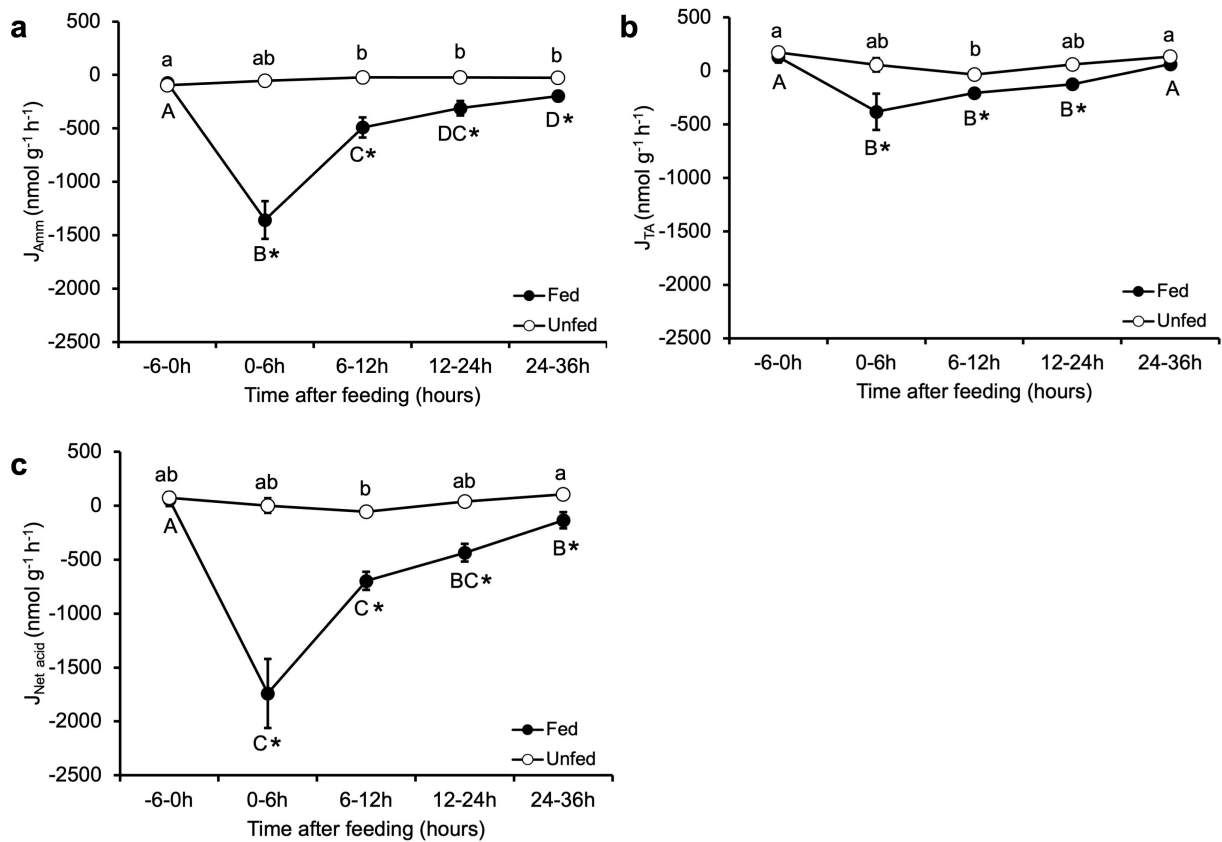 a
500
0
-500
-1000
-1500
-2000
-2500
J_Amm (nmol g⁻¹ h⁻¹)
a ab b b b
A B* C* DC* D*
Fed
Unfed
-6-0h 0-6h 6-12h 12-24h 24-36h
Time after feeding (hours)
b
500
0
-500
-1000
-1500
-2000
-2500
J_TA (nmol g⁻¹ h⁻¹)
a ab b ab a
A B* B* B* A
Fed
Unfed
-6-0h 0-6h 6-12h 12-24h 24-36h
Time after feeding (hours)
c
500
0
-500
-1000
-1500
-2000
-2500
J_Net acid (nmol g⁻¹ h⁻¹)
ab ab b ab a
A C* C* BC* B*
Fed
Unfed
-6-0h 0-6h 6-12h 12-24h 24-36h
Time after feeding (hours)